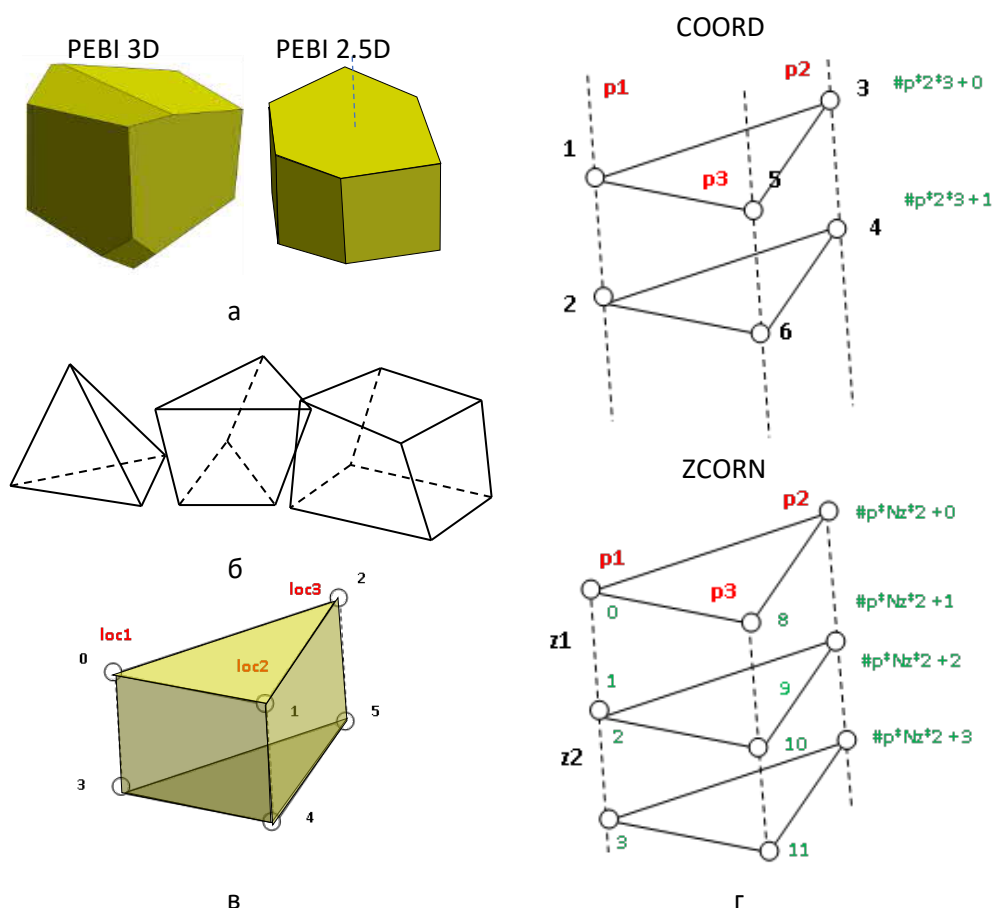 PEBI 3D
PEBI 2.5D
а
б
loc1
loc2
loc3
0
1
2
3
4
5
в
COORD
p1
p2
p3
1
2
3
4
5
6
#p*2*3+0
#p*2*3+1
ZCORN
p1
p2
p3
z1
z2
0
1
2
3
8
9
10
11
#p*Nz*2+0
#p*Nz*2+1
#p*Nz*2+2
#p*Nz*2+3
г